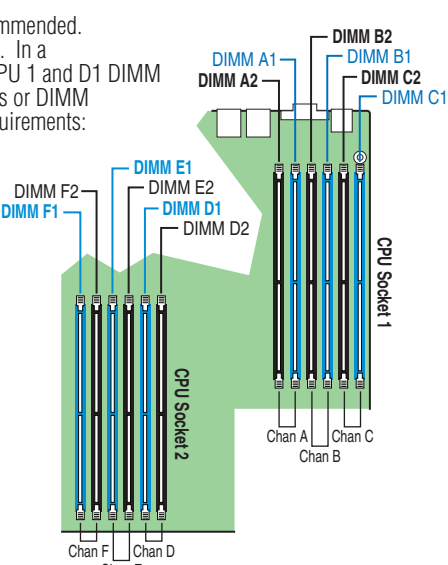 mmended.
. In a
PU 1 and D1 DIMM
s or DIMM
uirements:
DIMM B2
DIMM A1
DIMM B1
DIMM A2
DIMM C2
DIMM C1
DIMM E1
DIMM F2
DIMM E2
DIMM F1
DIMM D1
DIMM D2
CPU Socket 1
CPU Socket 2
Chan A
Chan C
Chan B
Chan F
Chan D